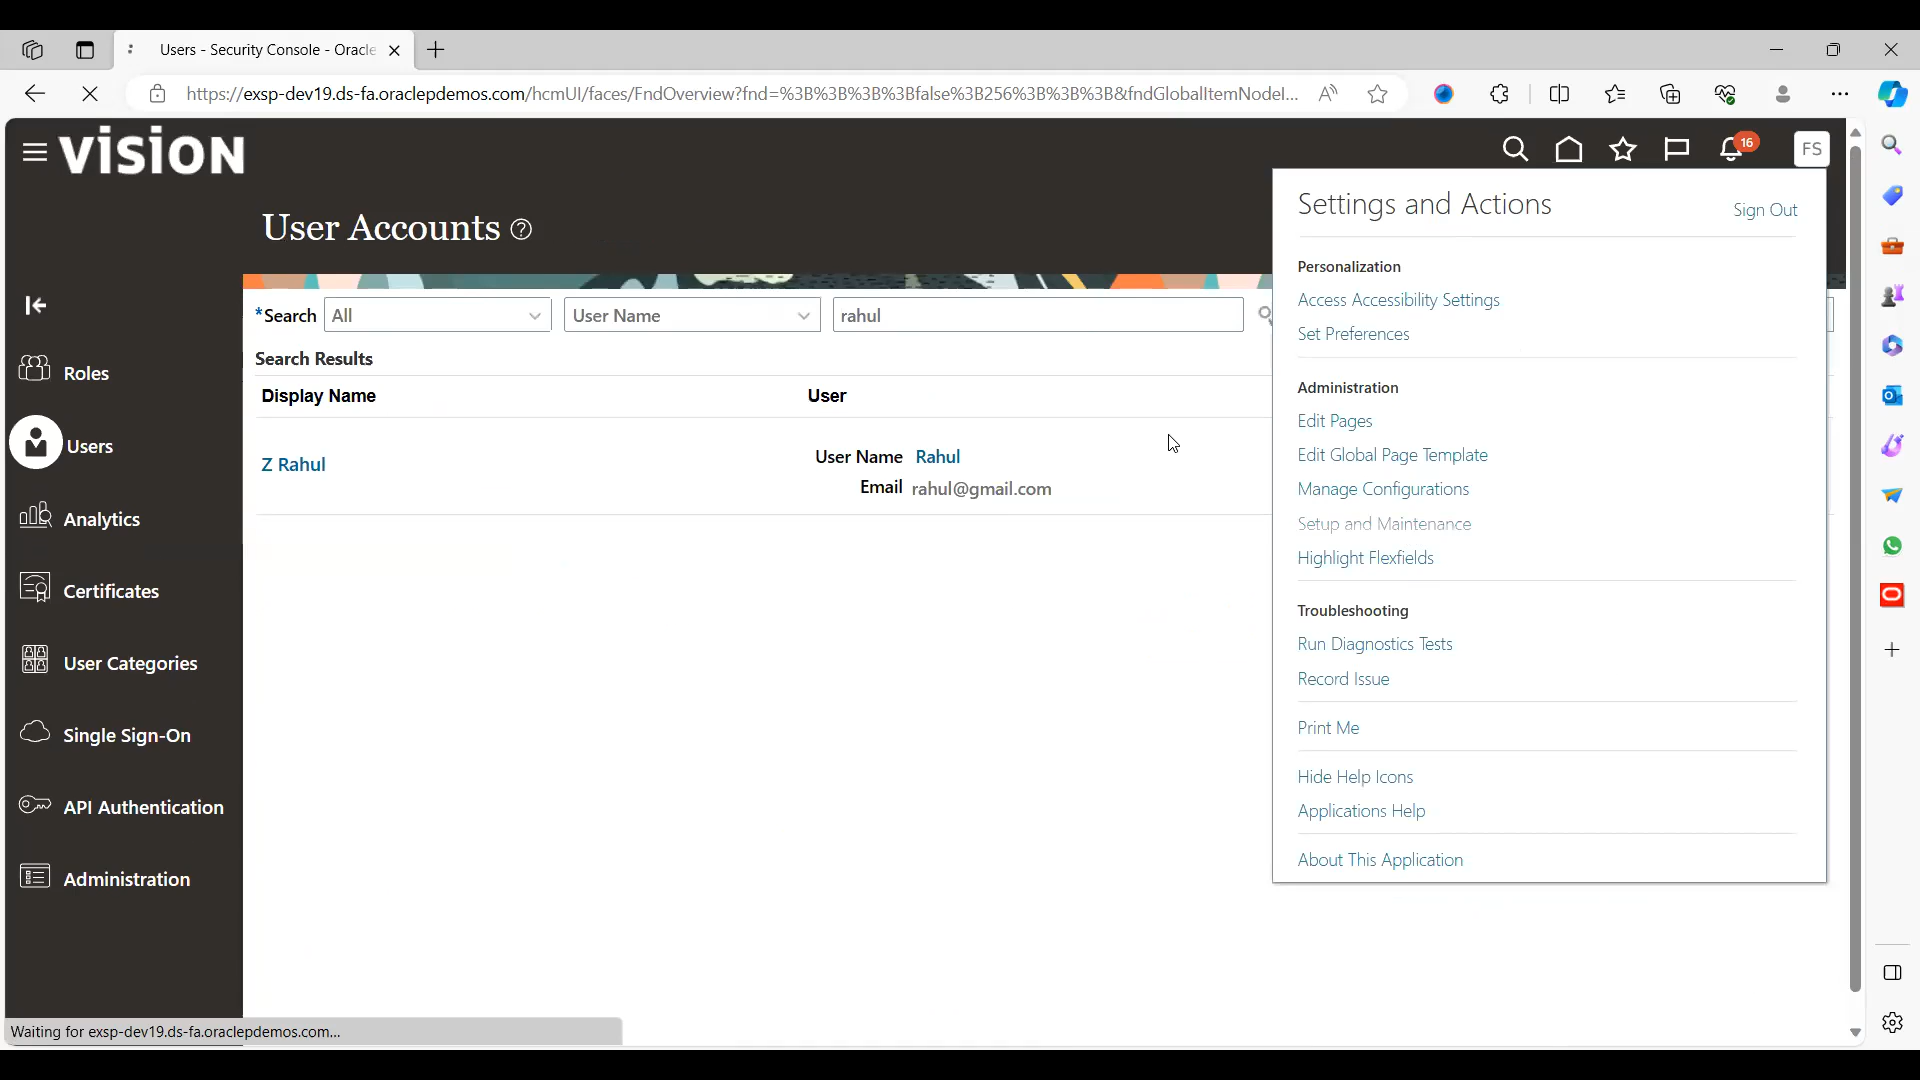 Users - Security Console - Oracle
https://exsp-dev19.ds-fa.oraclepdemos.com/hcmUI/faces/FndOverview?fnd=%3B%3B%3B%3Bfalse%3B256%3B%3B%3B&fndGlobalItemNodeI...
VISION
16
FS
User Accounts
Settings and Actions
Sign Out
Personalization
Access Accessibility Settings
Set Preferences
Administration
Edit Pages
Edit Global Page Template
Manage Configurations
Setup and Maintenance
Highlight Flexfields
Troubleshooting
Run Diagnostics Tests
Record Issue
Print Me
Hide Help Icons
Applications Help
About This Application
*Search All User Name rahul
Search Results
Display Name User
Z Rahul
User Name Rahul
Email rahul@gmail.com
Roles
Users
Analytics
Certificates
User Categories
Single Sign-On
API Authentication
Administration
Waiting for exsp-dev19.ds-fa.oraclepdemos.com...